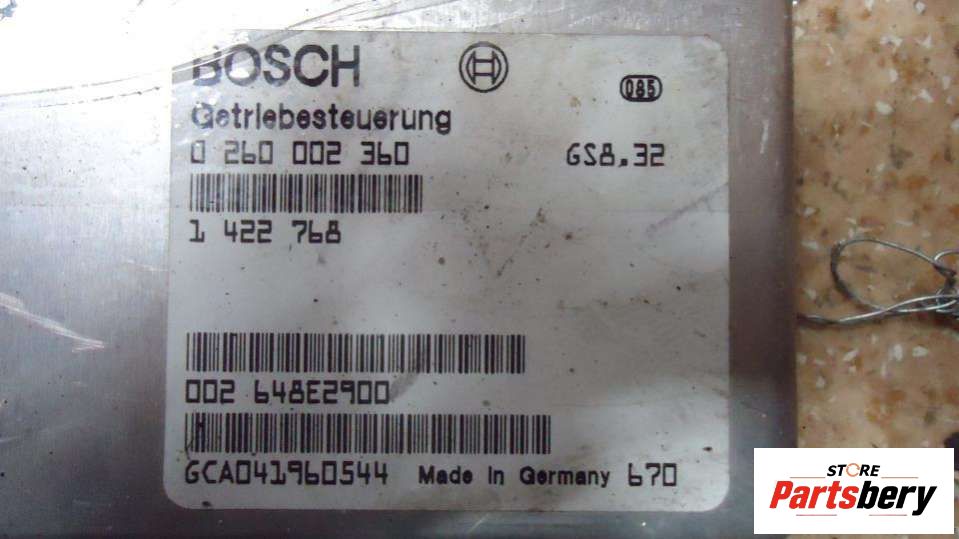 BOSCH
Q85
Getriebesteuerung
0 260 002 360 GS8.32
1 422 768
002 648E2900
GCA041960544 Made in Germany 670
STORE
Partsbery